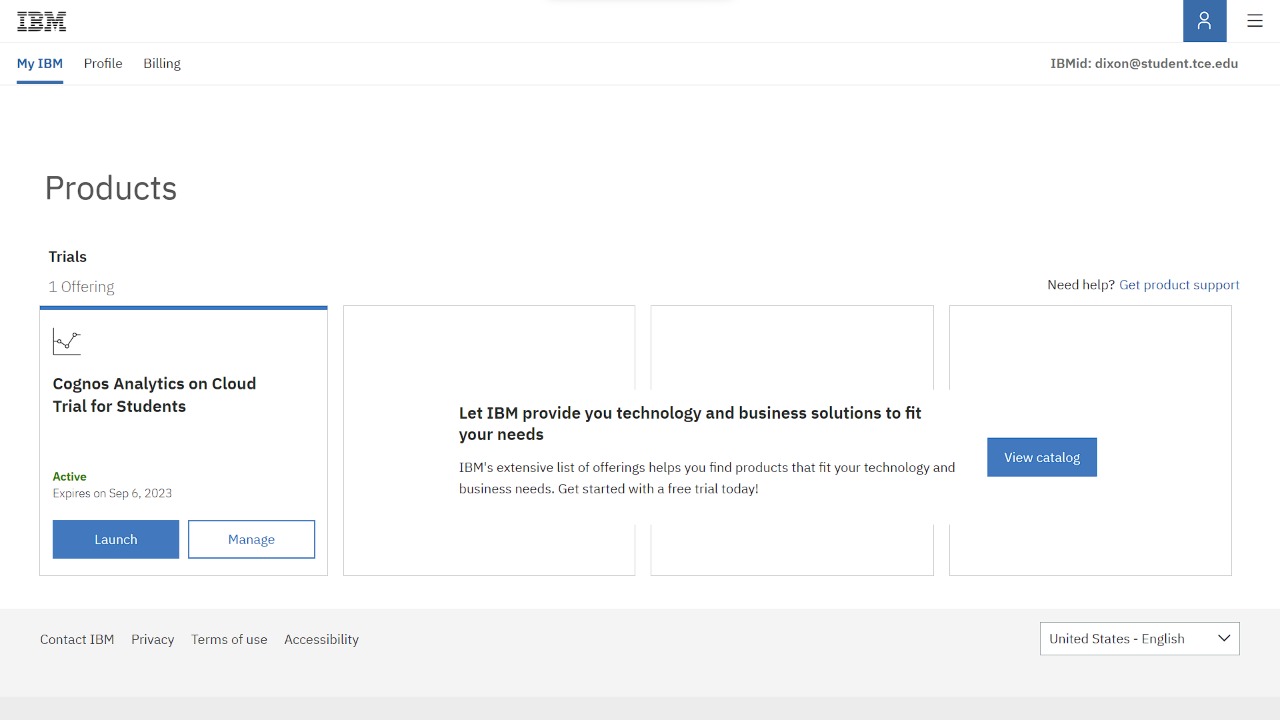 IBM
My IBM Profile Billing IBMid: dixon@student.tce.edu
Products
Trials
1 Offering
Need help? Get product support
Cognos Analytics on Cloud
Trial for Students
Active
Expires on Sep 6, 2023
Launch Manage
Let IBM provide you technology and business solutions to fit
your needs
IBM's extensive list of offerings helps you find products that fit your technology and
business needs. Get started with a free trial today!
View catalog
Contact IBM Privacy Terms of use Accessibility
United States - English